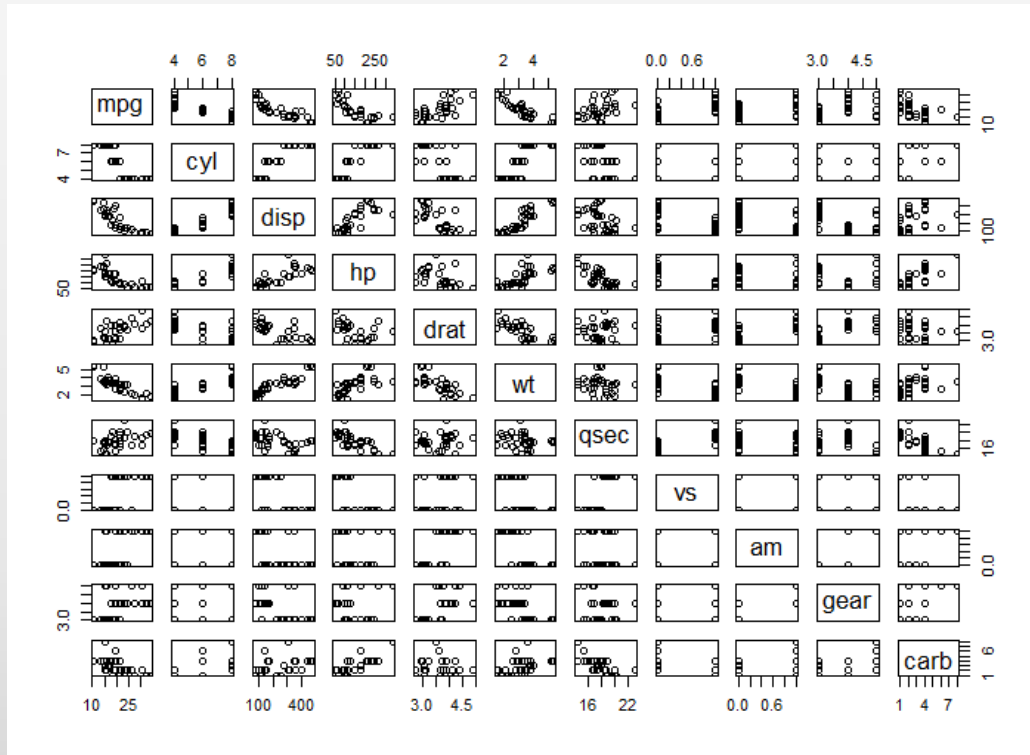 4 6 8 50 250 2 4 0.0 0.6 3.0 4.5
mpg 10
7 4 cyl
disp 100
50 hp
drat 3.0
5 2 wt
qsec 16
0.0 vs
am 0.0
3.0 gear
carb 6 1
10 25 100 400 3.0 4.5 16 22 0.0 0.6 1 4 7